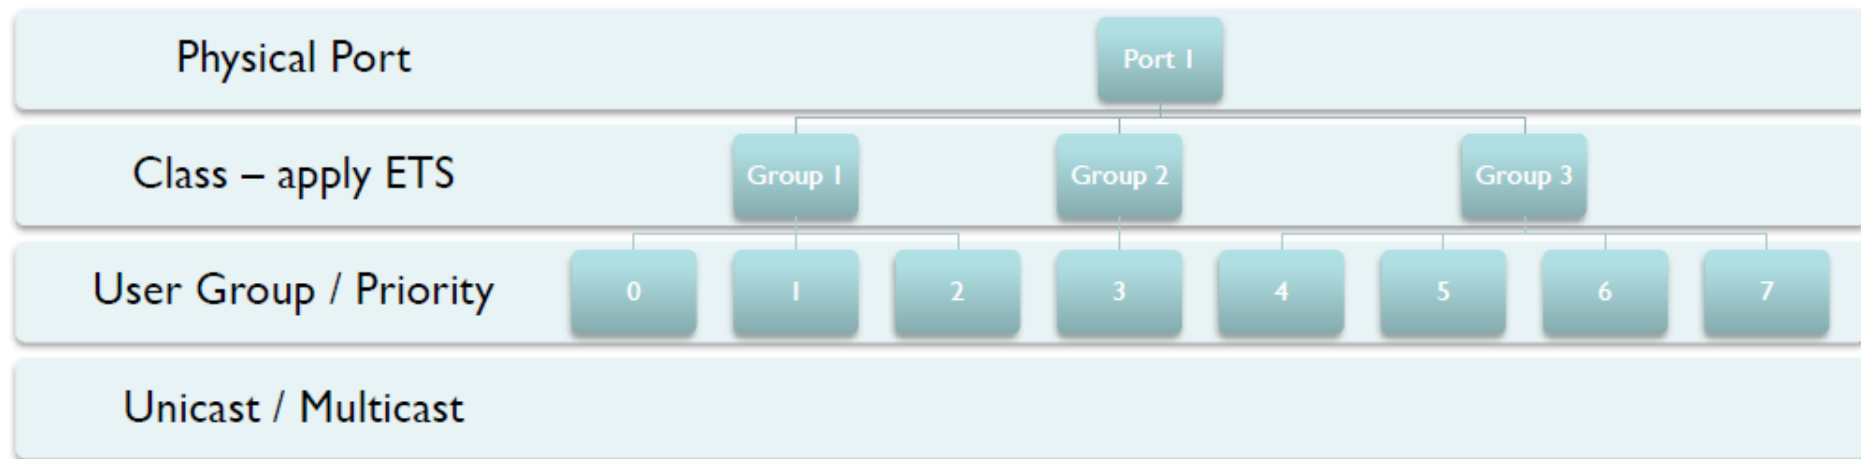 Physical Port
Port 1
Class – apply ETS
Group 1
Group 2
Group 3
User Group / Priority
0
1
2
3
4
5
6
7
Unicast / Multicast